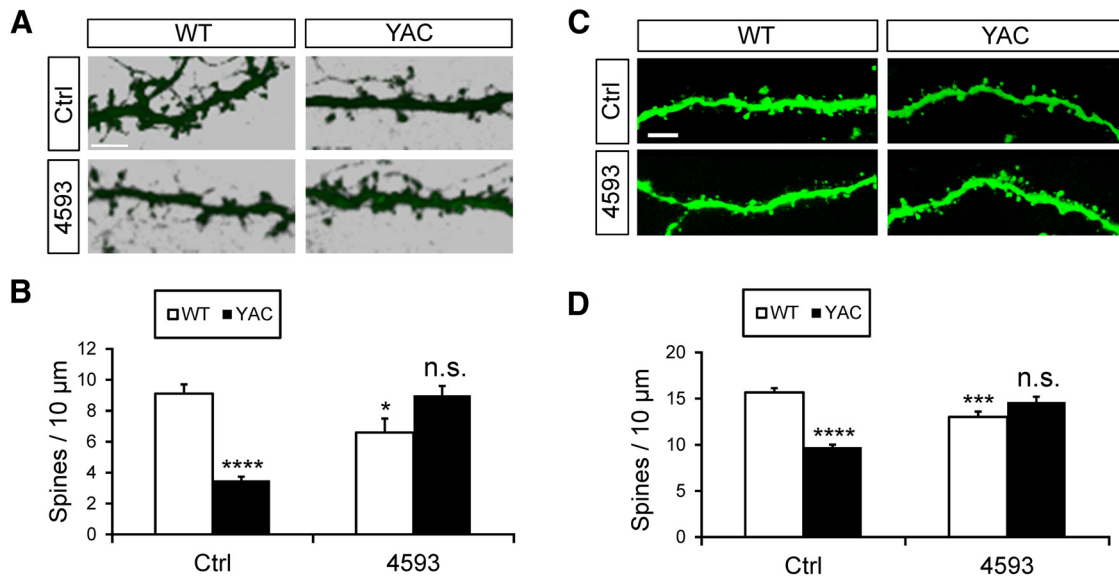 A
WT YAC
Ctrl
4593
B
WT YAC
12
10
8
6
4
2
0
Spines / 10 µm
****
*
n.s.
Ctrl 4593
C
WT YAC
Ctrl
4593
D
WT YAC
20
15
10
5
0
Spines / 10 µm
****
***
n.s.
Ctrl 4593